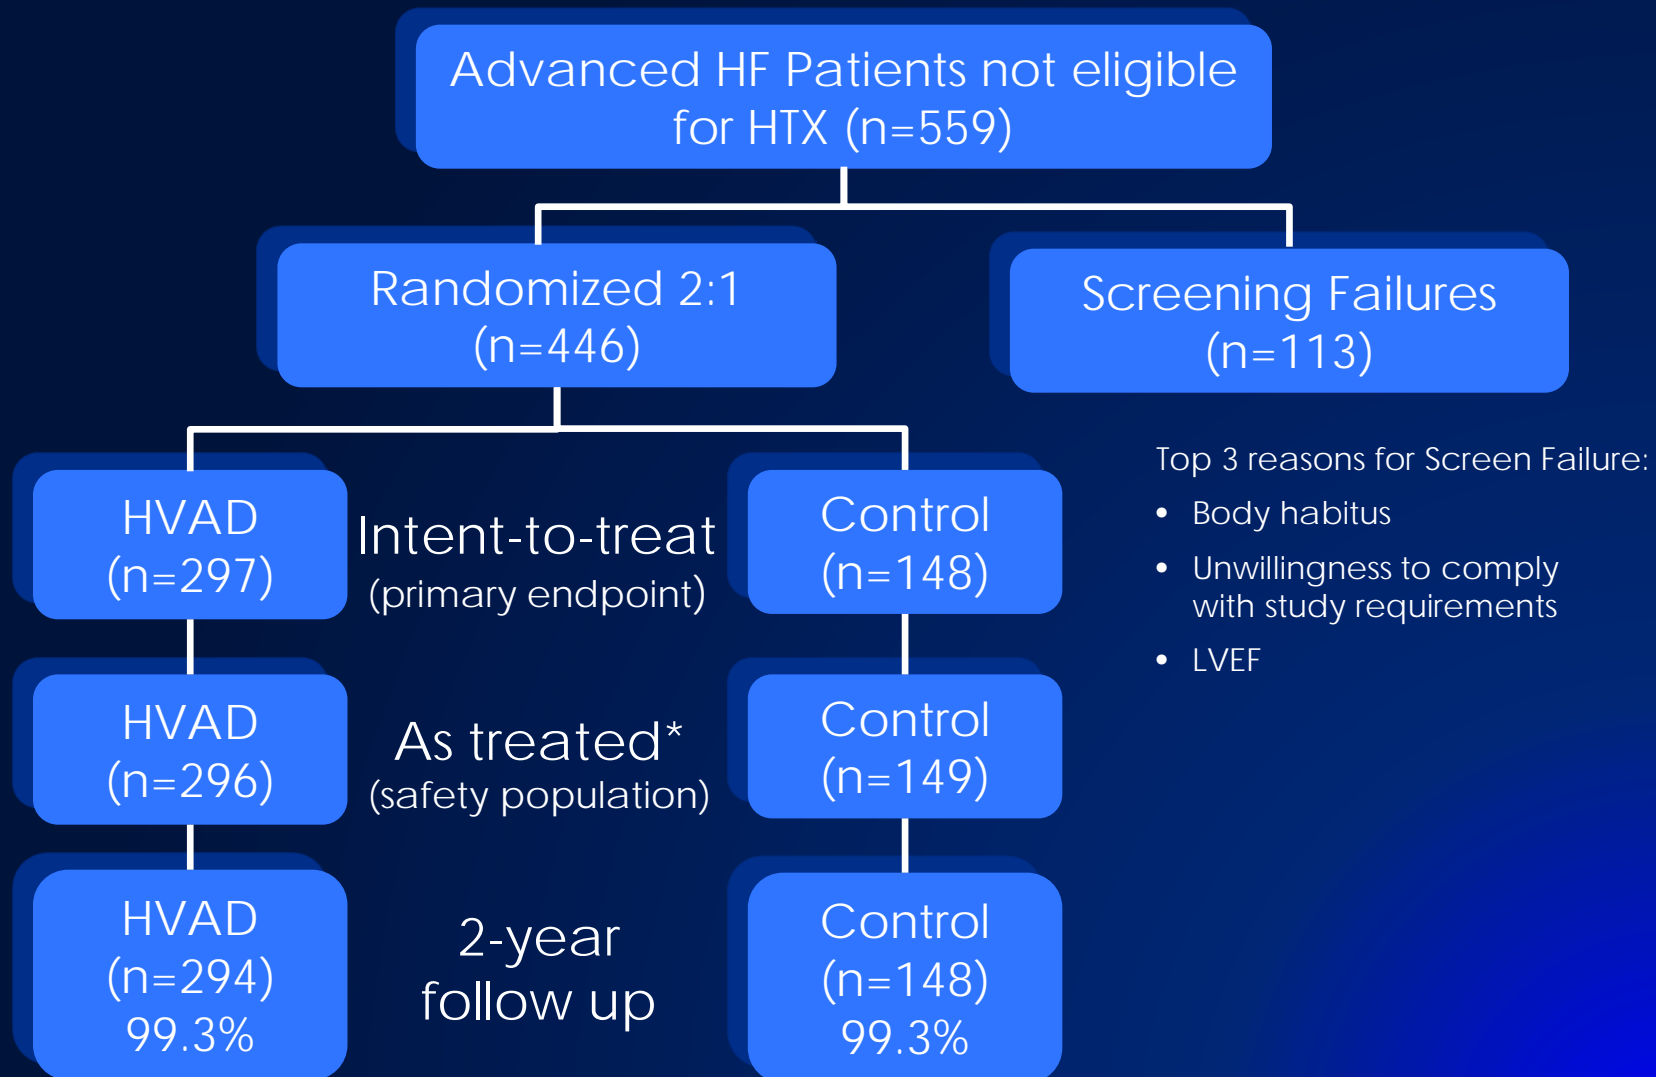 Advanced HF Patients not eligible
for HTX (n=559)
Randomized 2:1
(n=446)
Screening Failures
(n=113)
Top 3 reasons for Screen Failure:
• Body habitus
• Unwillingness to comply
with study requirements
• LVEF
HVAD
(n=297)
Intent-to-treat
(primary endpoint)
Control
(n=148)
HVAD
(n=296)
As treated*
(safety population)
Control
(n=149)
HVAD
(n=294)
99.3%
2-year
follow up
Control
(n=148)
99.3%